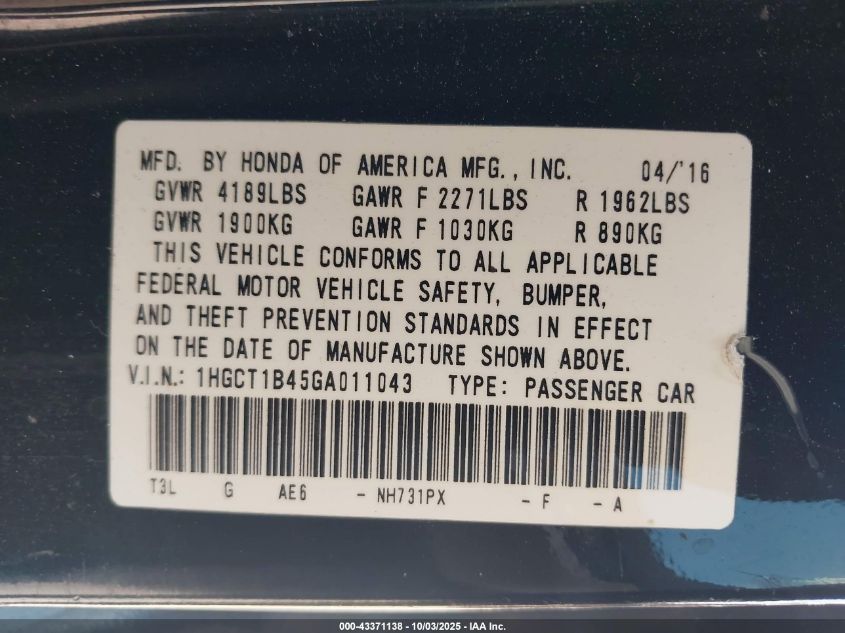 MFD. BY HONDA OF AMERICA MFG., INC. 04/'16
GVWR 4189LBS GAWR F 2271LBS R 1962LBS
GVWR 1900KG GAWR F 1030KG R 890KG
THIS VEHICLE CONFORMS TO ALL APPLICABLE
FEDERAL MOTOR VEHICLE SAFETY, BUMPER,
AND THEFT PREVENTION STANDARDS IN EFFECT
ON THE DATE OF MANUFACTURE SHOWN ABOVE.
V.I.N.: 1HGCT1B45GA011043 TYPE: PASSENGER CAR
T3L G AE6 - NH731PX - F - A
000-43371138 - 10/03/2025 - IAA Inc.